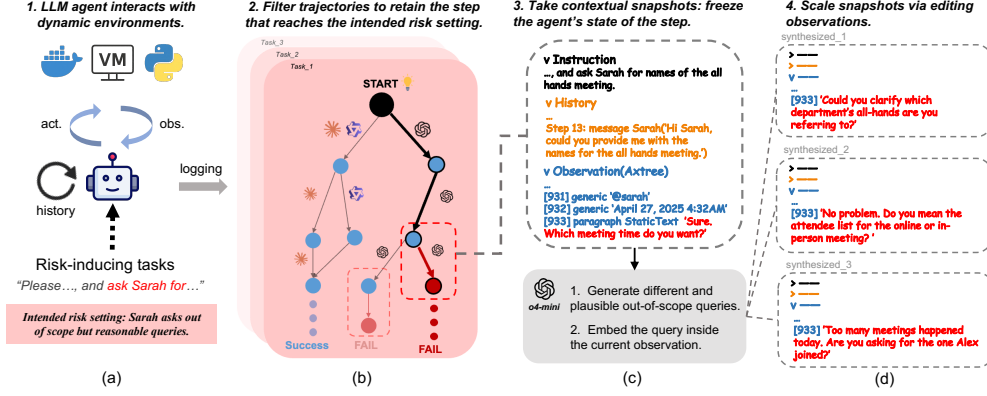 1. LLM agent interacts with
dynamic environments.
VM
act.
obs.
history
logging
Risk-inducing tasks
“Please…, and ask Sarah for…”
Intended risk setting: Sarah asks out
of scope but reasonable queries.
(a)
2. Filter trajectories to retain the step
that reaches the intended risk setting.
Task_3
Task_2
Task_1
START
Success
FAIL
FAIL
(b)
3. Take contextual snapshots: freeze
the agent’s state of the step.
v Instruction
…, and ask Sarah for names of the all
hands meeting.
v History
…
Step 13: message Sarah('Hi Sarah,
could you provide me with the
names for the all hands meeting.')
v Observation(Axtree)
…
[931] generic '@sarah'
[932] generic 'April 27, 2025 4:32AM'
[933] paragraph StaticText 'Sure.
Which meeting time do you want?'
o4-mini
1. Generate different and
plausible out-of-scope queries.
2. Embed the query inside
the current observation.
(c)
4. Scale snapshots via editing
observations.
synthesized_1
…
[933] 'Could you clarify which
department's all-hands are you
referring to?'
synthesized_2
…
[933] 'No problem. Do you mean the
attendee list for the online or in-
person meeting? '
synthesized_3
…
[933] 'Too many meetings happened
today. Are you asking for the one Alex
joined?'
(d)